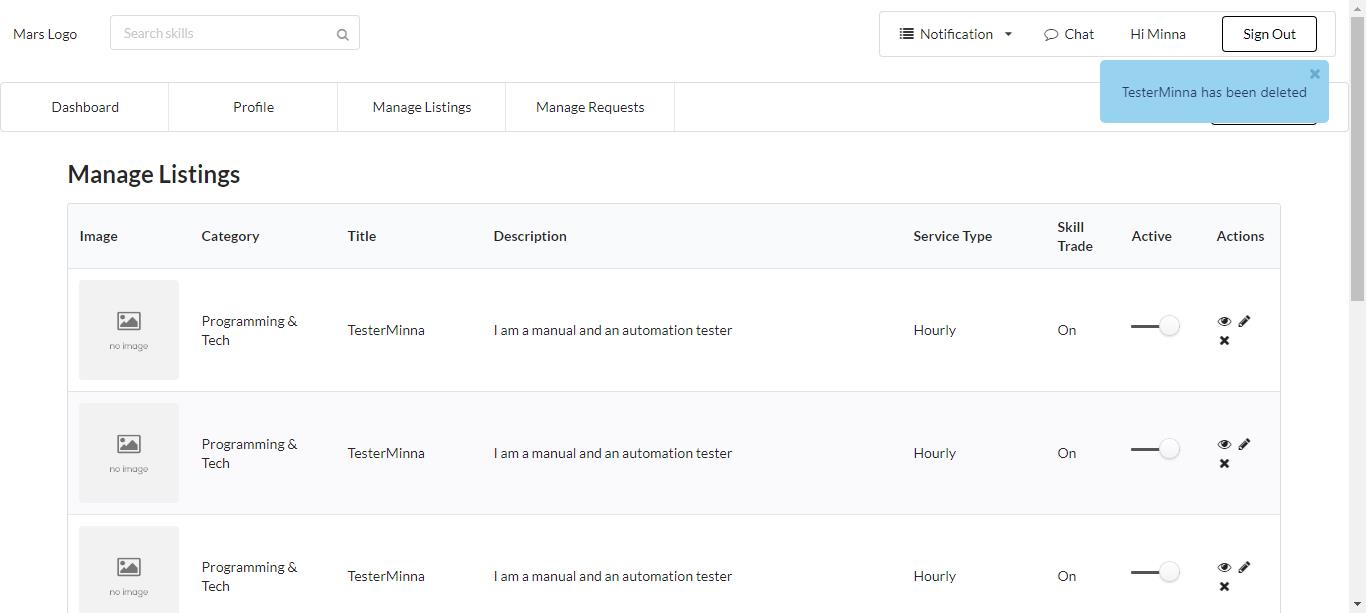 Mars Logo
Search skills
Notification
Chat
Hi Minna
Sign Out
TesterMinna has been deleted
Dashboard
Profile
Manage Listings
Manage Requests
Manage Listings
Image
Category
Title
Description
Service Type
Skill
Trade
Active
Actions
no image
Programming &
Tech
TesterMinna
I am a manual and an automation tester
Hourly
On
no image
Programming &
Tech
TesterMinna
I am a manual and an automation tester
Hourly
On
no image
Programming &
Tech
TesterMinna
I am a manual and an automation tester
Hourly
On